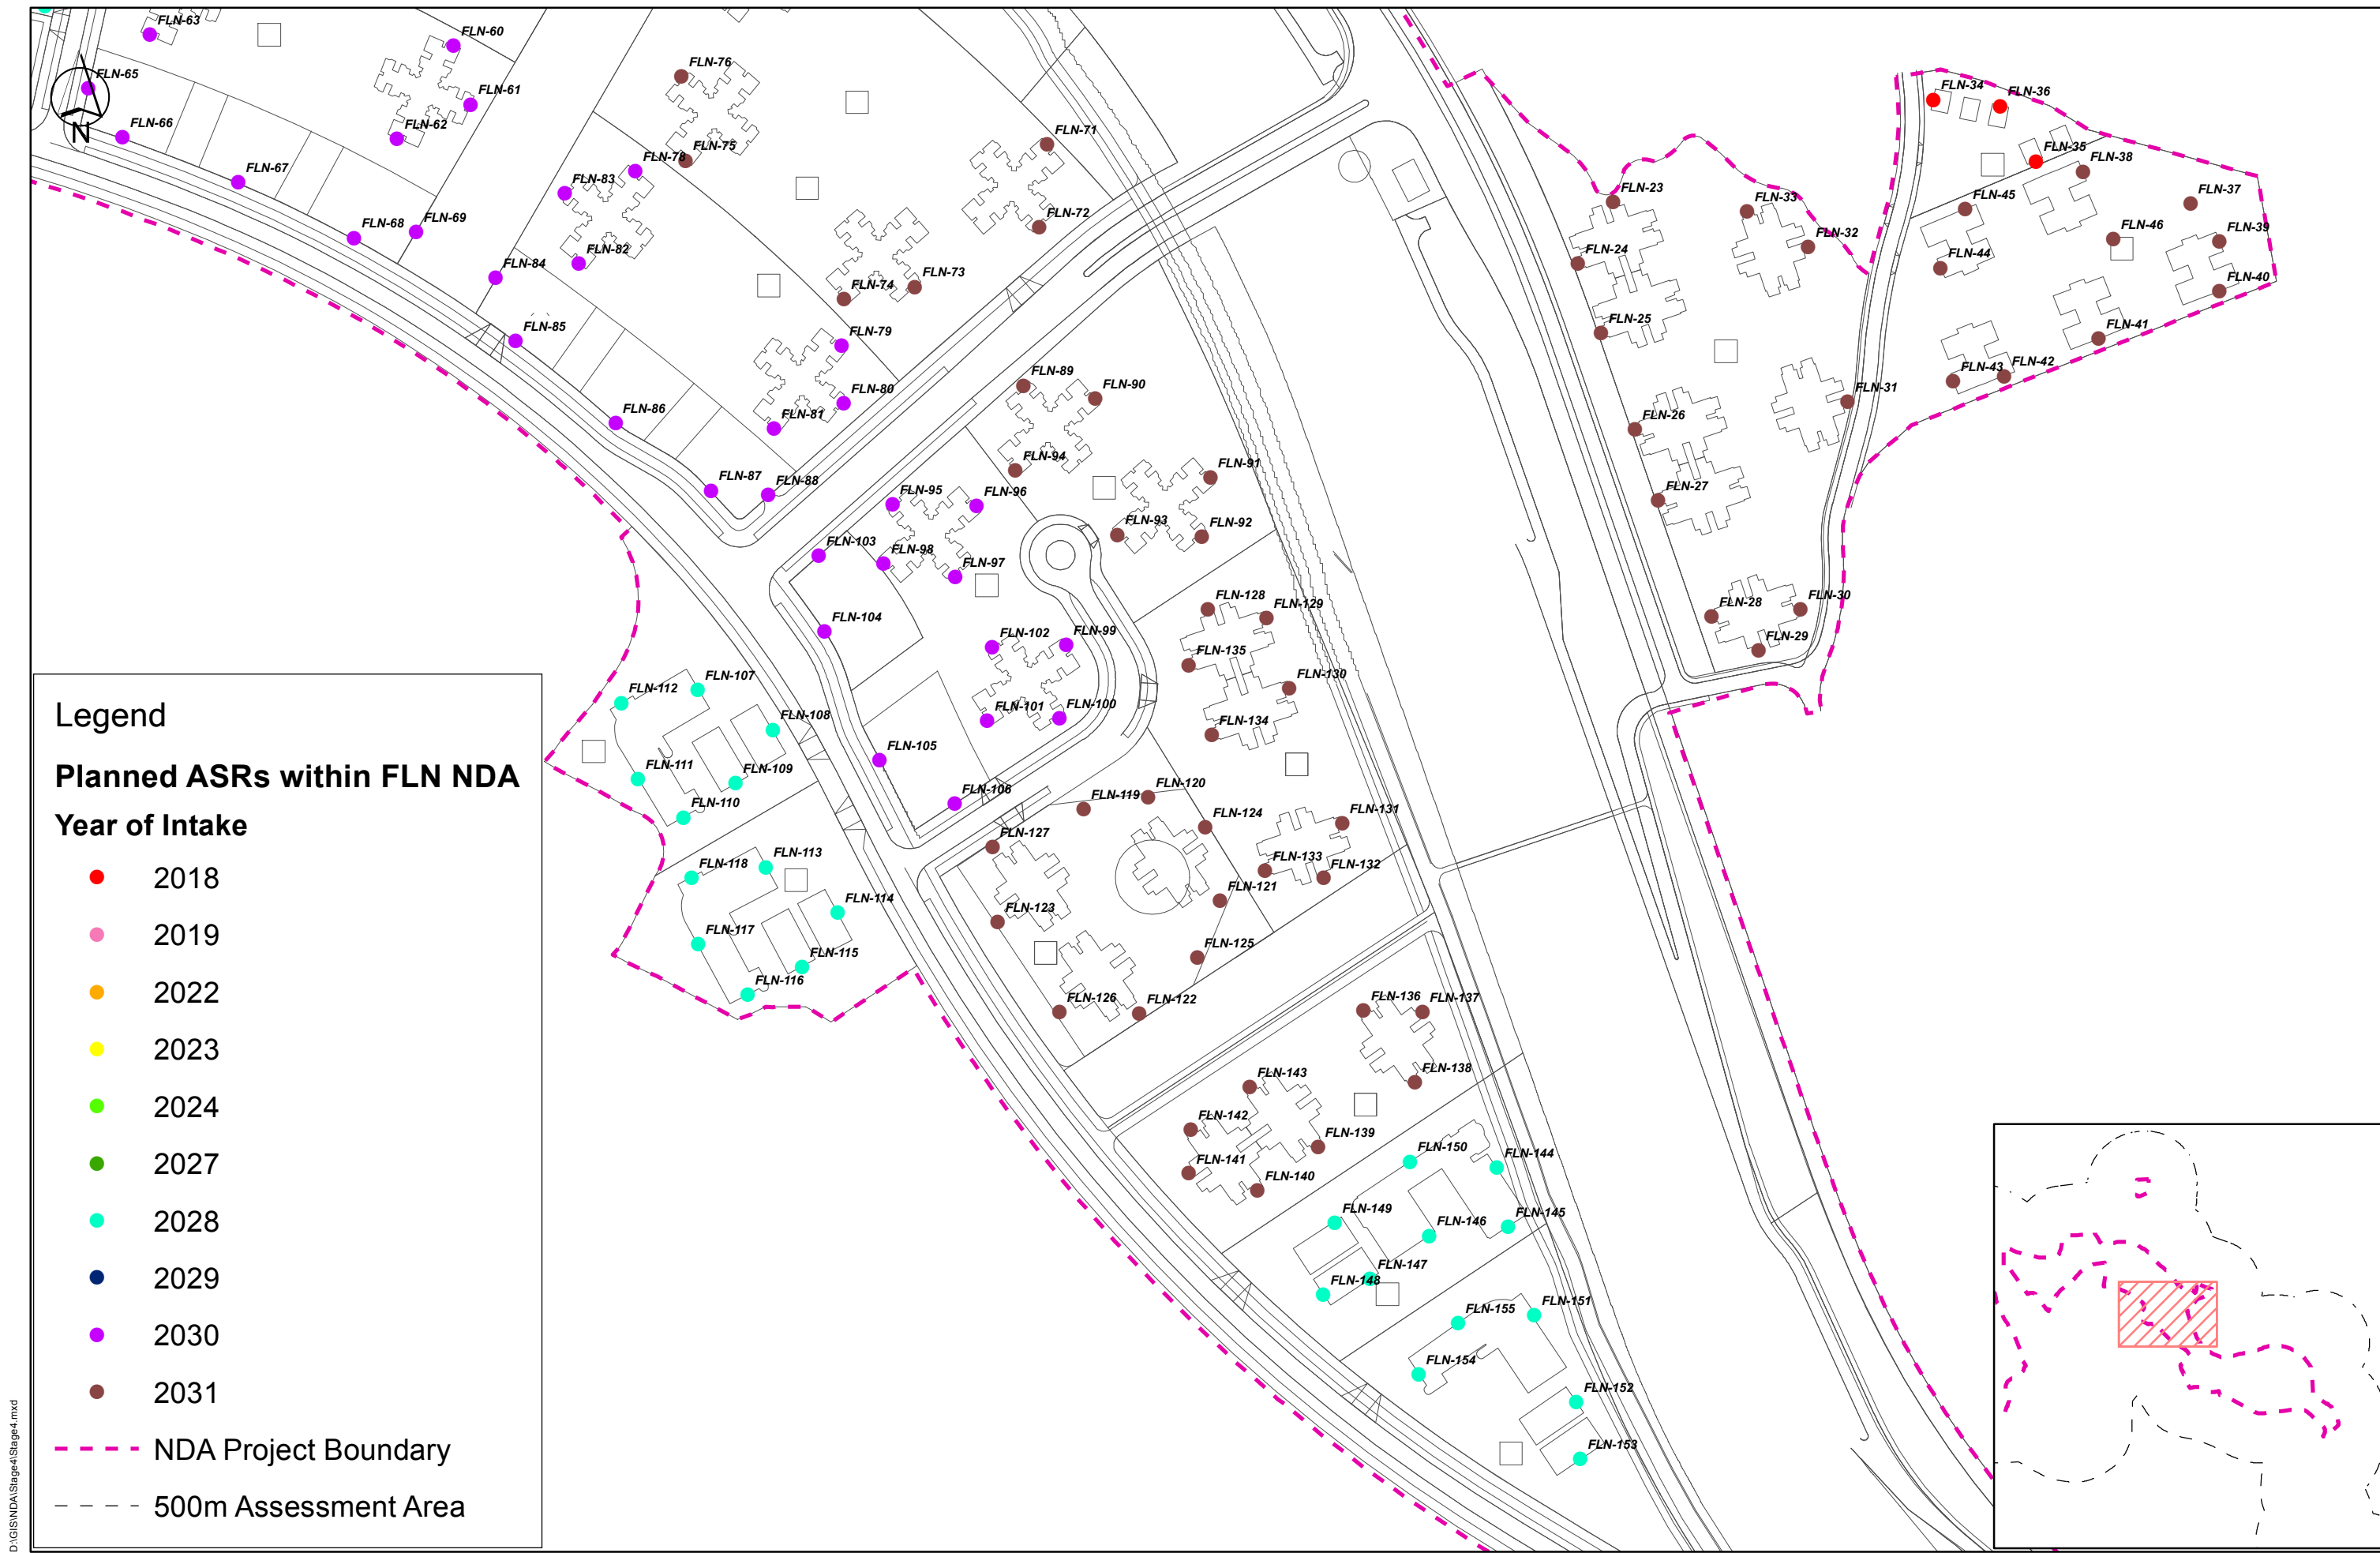 FLN-63
FLN-60
FLN-65
FLN-61
FLN-66
FLN-62
N
FLN-67
FLN-68
FLN-69
FLN-76
FLN-75
FLN-78
FLN-83
FLN-82
FLN-84
FLN-85
FLN-86
FLN-87
FLN-88
FLN-71
FLN-72
FLN-73
FLN-74
FLN-79
FLN-80
FLN-81
FLN-34
FLN-36
FLN-35
FLN-38
FLN-37
FLN-45
FLN-46
FLN-39
FLN-44
FLN-40
FLN-41
FLN-43
FLN-42
FLN-23
FLN-33
FLN-24
FLN-32
FLN-25
FLN-31
FLN-26
FLN-27
FLN-28
FLN-30
FLN-29
FLN-89
FLN-90
FLN-94
FLN-91
FLN-93
FLN-92
FLN-95
FLN-96
FLN-103
FLN-98
FLN-97
FLN-104
FLN-102
FLN-99
FLN-101
FLN-100
FLN-105
FLN-106
FLN-128
FLN-129
FLN-135
FLN-130
FLN-134
FLN-107
FLN-112
FLN-108
FLN-111
FLN-109
FLN-110
FLN-119
FLN-120
FLN-124
FLN-131
FLN-127
FLN-133
FLN-132
FLN-121
FLN-123
FLN-125
FLN-126
FLN-122
FLN-113
FLN-118
FLN-114
FLN-117
FLN-115
FLN-116
FLN-136
FLN-137
FLN-138
FLN-143
FLN-142
FLN-139
FLN-141
FLN-140
FLN-150
FLN-144
FLN-149
FLN-146
FLN-145
FLN-147
FLN-148
FLN-155
FLN-151
FLN-154
FLN-152
FLN-153
Legend
Planned ASRs within FLN NDA
Year of Intake
2018
2019
2022
2023
2024
2027
2028
2029
2030
2031
NDA Project Boundary
500m Assessment Area
D:\GIS\NDA\Stage4\Stage4.mxd